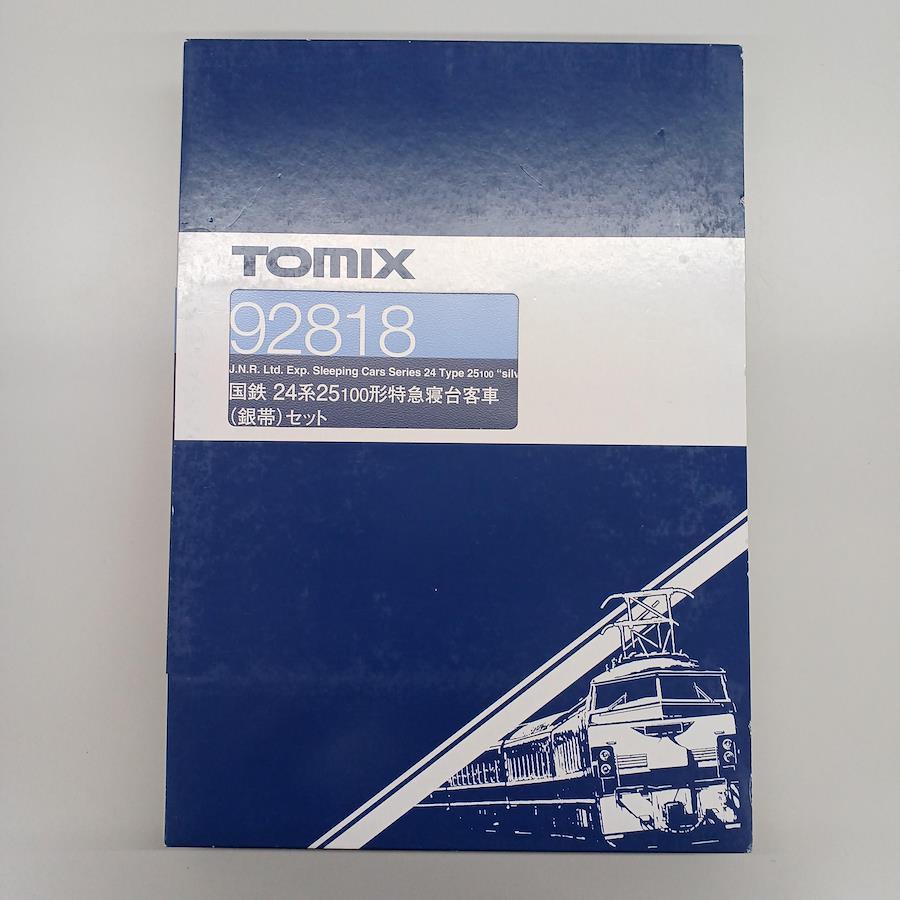 TOMIX
92818
J.N.R. Ltd. Exp. Sleeping Cars Series 24 Type 25100 "silv
国鉄 24系25100形特急寝台客車
(銀帯)セット